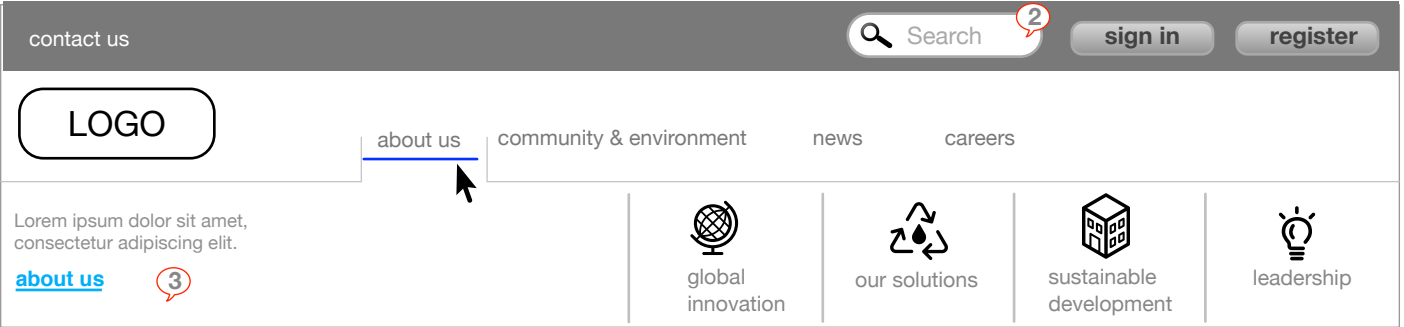 contact us
Search
2
sign in
register
LOGO
about us
community & environment
news
careers
Lorem ipsum dolor sit amet,
consectetur adipiscing elit.
about us
3
global
innovation
our solutions
sustainable
development
leadership